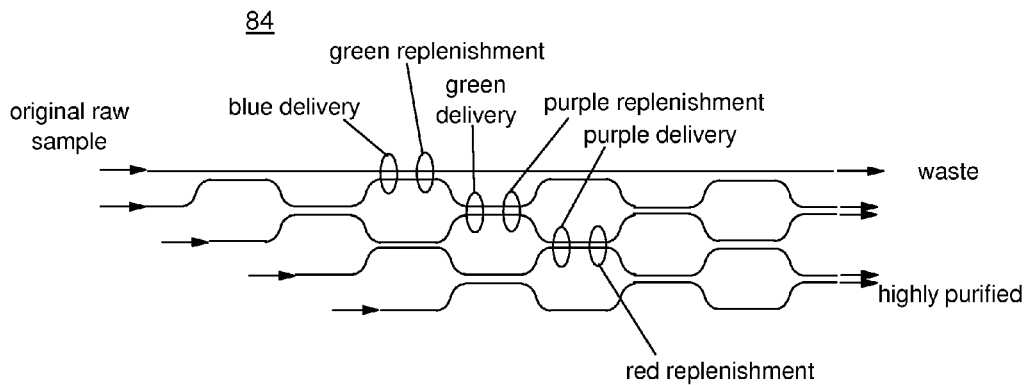 84
green replenishment
green
delivery
blue delivery
purple replenishment
purple delivery
original raw
sample
waste
highly purified
red replenishment